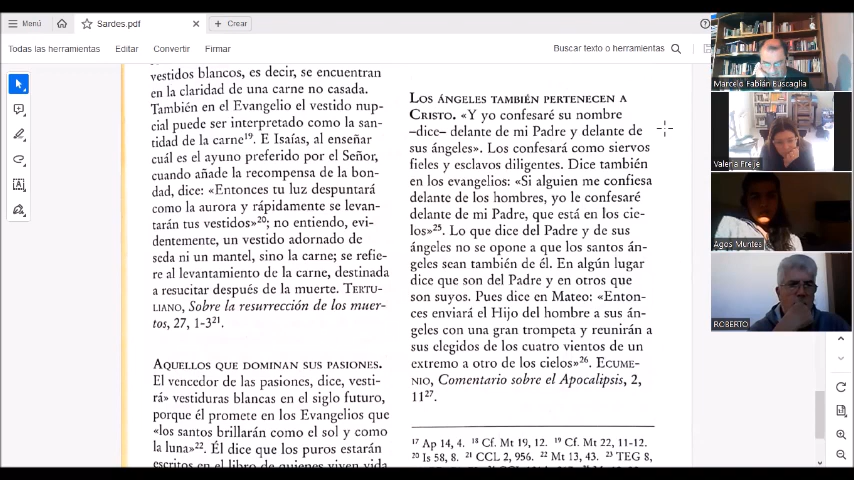 Menú
Sardes.pdf
Crear
Todas las herramientas
Editar
Convertir
Firmar
Buscar texto o herramientas
vestidos blancos, es decir, se encuentran
en la claridad de una carne no casada.
También en el Evangelio el vestido nup-
cial puede ser interpretado como la san-
tidad de la carne19. E Isaías, al enseñar
cuál es el ayuno preferido por el Señor,
cuando añade la recompensa de la bon-
dad, dice: «Entonces tu luz despuntará
como la aurora y rápidamente se levan-
tarán tus vestidos»20; no entiendo, evi-
dentemente, un vestido adornado de
seda ni un mantel, sino la carne; se refie-
re al levantamiento de la carne, destinada
a resucitar después de la muerte. TERTU-
LIANO, Sobre la resurrección de los muer-
tos, 27, 1-321.
AQUELLOS QUE DOMINAN SUS PASIONES.
El vencedor de las pasiones, dice, vesti-
rá» vestiduras blancas en el siglo futuro,
porque él promete en los Evangelios que
«los santos brillarán como el sol y como
la luna»22. Él dice que los puros estarán
escritos en el libro de quienes viven vida
LOS ÁNGELES TAMBIÉN PERTENECEN A
CRISTO. «Y yo confesaré su nombre
–dice– delante de mi Padre y delante de
sus ángeles». Los confesará como siervos
fieles y esclavos diligentes. Dice también
en los evangelios: «Si alguien me confiesa
delante de los hombres, yo le confesaré
delante de mi Padre, que está en los cie-
los»25. Lo que dice del Padre y de sus
ángeles no se opone a que los santos án-
geles sean también de él. En algún lugar
dice que son del Padre y en otros que
son suyos. Pues dice en Mateo: «Enton-
ces enviará el Hijo del hombre a sus án-
geles con una gran trompeta y reunirán a
sus elegidos de los cuatro vientos de un
extremo a otro de los cielos»26. ECUME-
NIO, Comentario sobre el Apocalipsis, 2,
1127.
17 Ap 14, 4. 18 Cf. Mt 19, 12. 19 Cf. Mt 22, 11-12.
20 Is 58, 8. 21 CCL 2, 956. 22 Mt 13, 43. 23 TEG 8,
Marcelo Fabián Buscaglia
Valeria Freije
Agos Muntes
ROBERTO